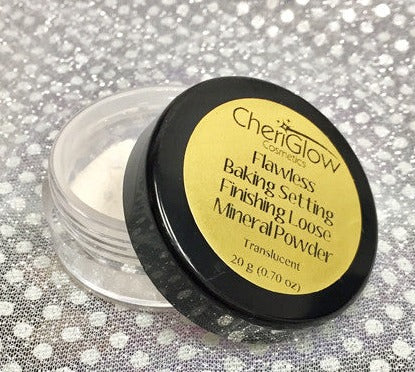 CheriGlow
Cosmetics
Flawless
Baking Setting
Finishing Loose
Mineral Powder
Translucent
20 g (0.70 oz)